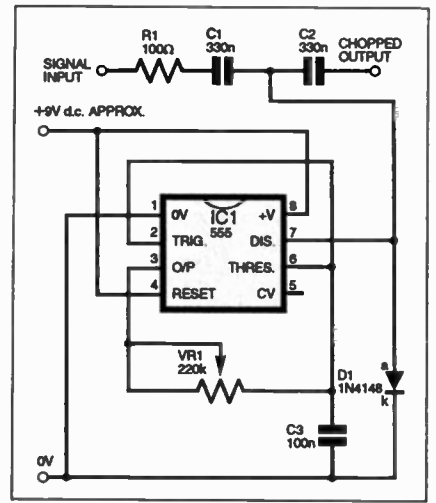 R1
100Ω
C1
330n
C2
330n
CHOPPED
OUTPUT
SIGNAL
INPUT
+9V d.c. APPROX.
1
0V
IC1
555
+V
8
2
TRIG.
DIS.
7
3
O/P
THRES.
6
4
RESET
CV
5
VR1
220k
D1
1N4148
a
k
C3
100n
0V